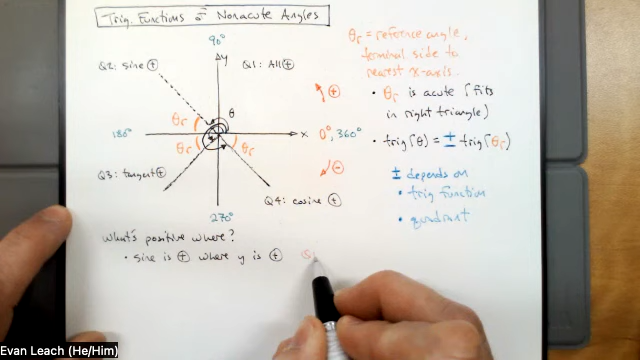 Trig. Functions of Nonacute Angles
90°
y
Q2: sine +
Q1: All +
θ
θr
θr
θr
180°
x
0°, 360°
+
-
Q3: tangent +
Q4: cosine +
270°
θr = reference angle,
terminal side to
nearest x-axis.
• θr is acute (fits
in right triangle)
• trig(θ) = ± trig(θr)
± depends on
• trig function
• quadrant
What's positive where?
• sine is + where y is +
Evan Leach (He/Him)